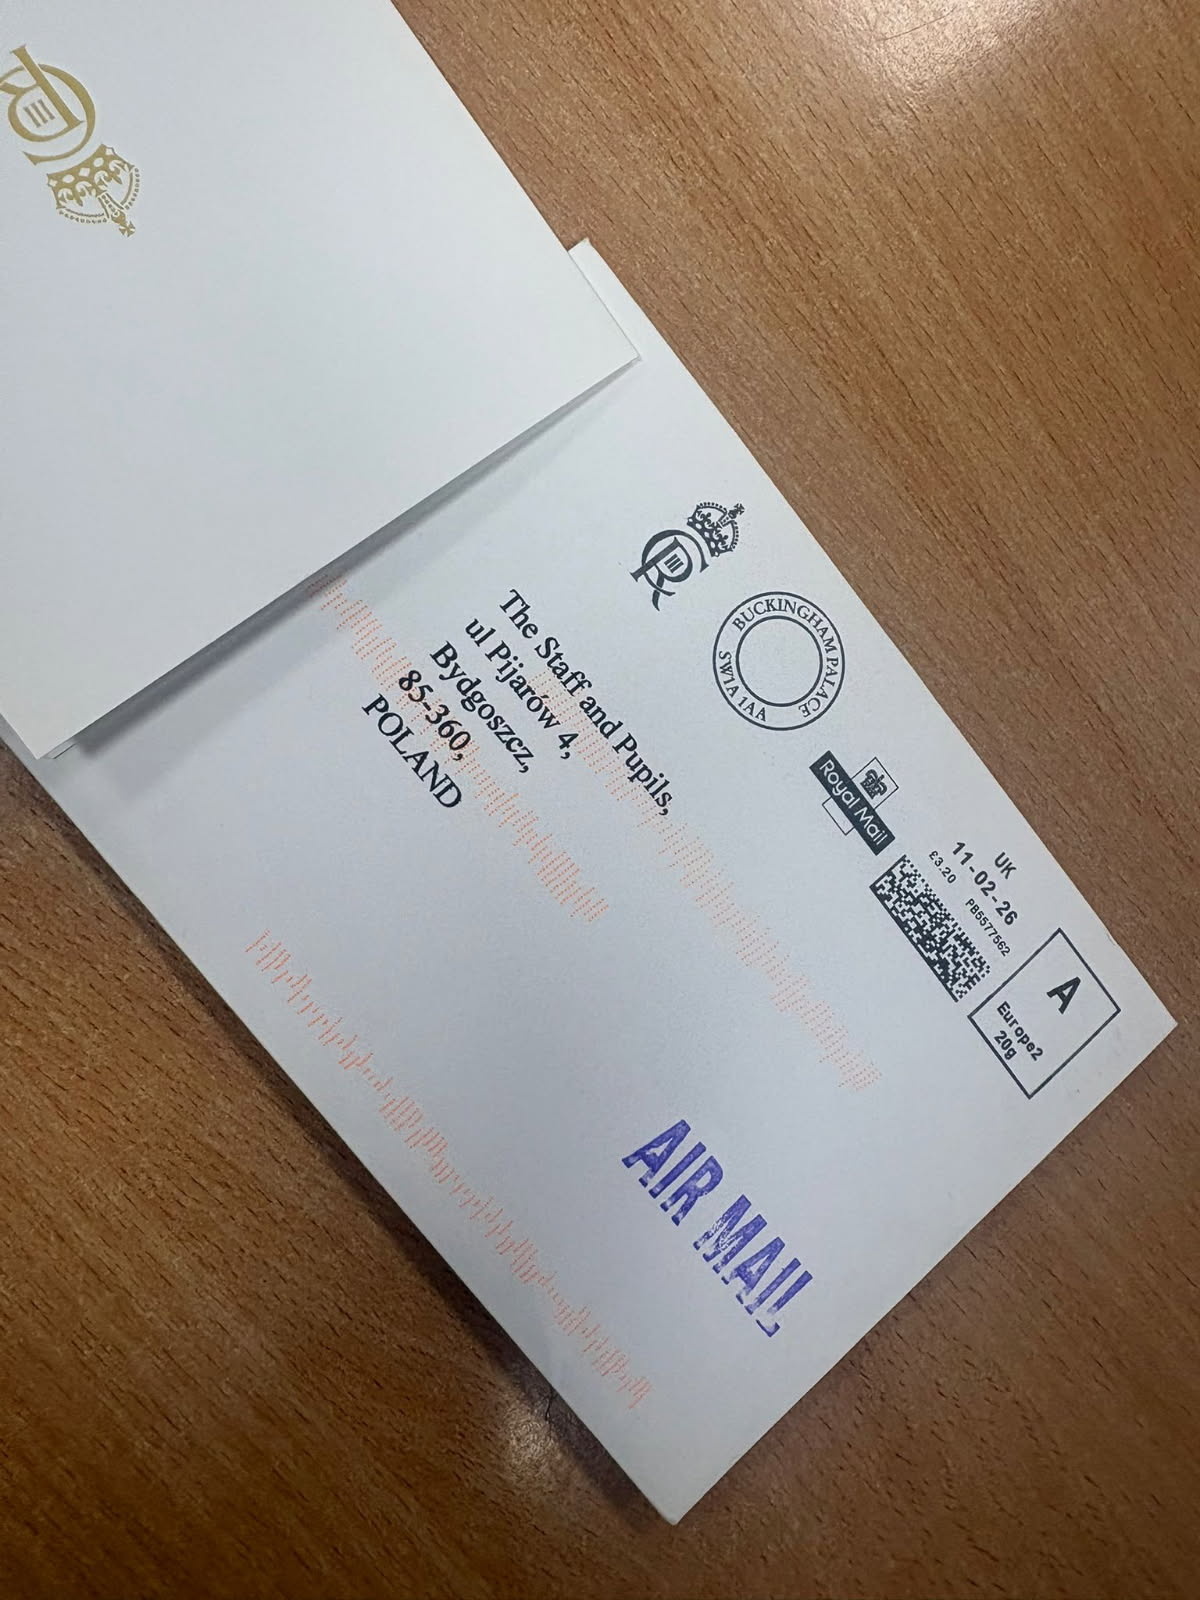 BUCKINGHAM PALACE
SW1A 1AA
Royal Mail
UK
11-02-26
£3.20 PB5577562
A
Europe2
20g
The Staff and Pupils,
ul Pijarów 4,
Bydgoszcz,
85-360,
POLAND
AIR MAIL